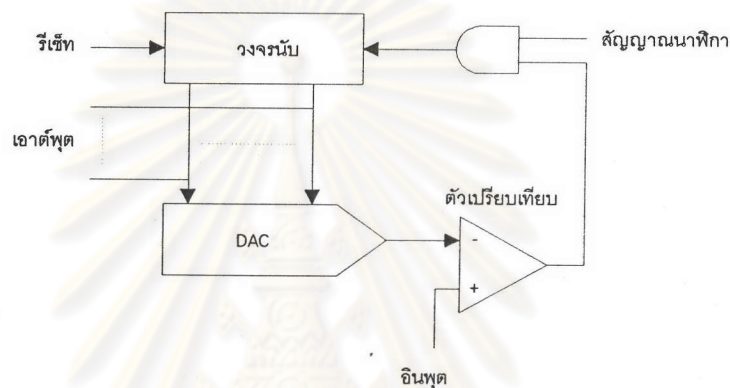 รีเซ็ท
วงจรนับ
สัญญาณนาฬิกา
เอาต์พุต
ตัวเปรียบเทียบ
DAC
-
+
อินพุต